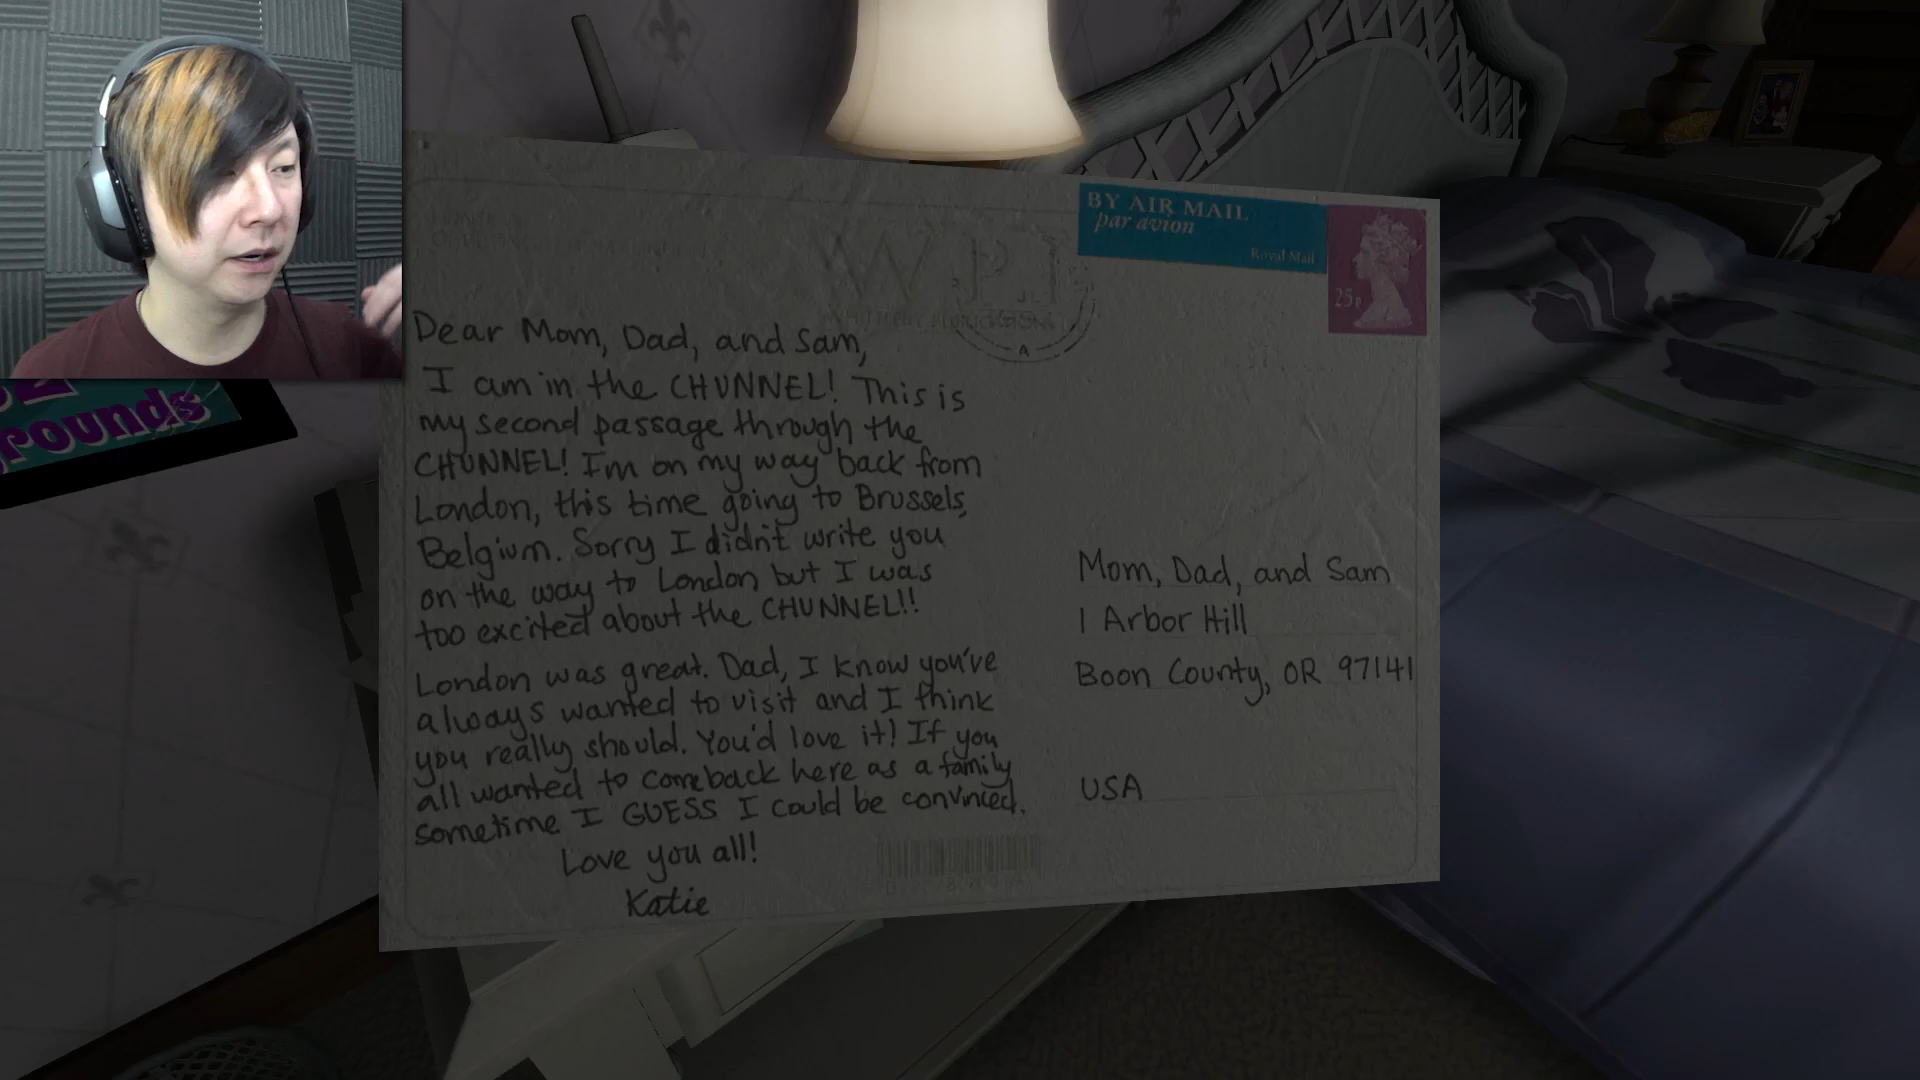 BY AIR MAIL
par avion
Royal Mail
25p
rounds
Dear Mom, Dad, and Sam,
I am in the CHUNNEL! This is
my second passage through the
CHUNNEL! I'm on my way back from
London, this time going to Brussels,
Belgium. Sorry I didn't write you
on the way to London but I was
too excited about the CHUNNEL!!
London was great. Dad, I know you've
always wanted to visit and I think
you really should. You'd love it! If you
all wanted to come back here as a family
sometime I GUESS I could be convinced.
Love you all!
Katie
Mom, Dad, and Sam
1 Arbor Hill
Boon County, OR 97141
USA